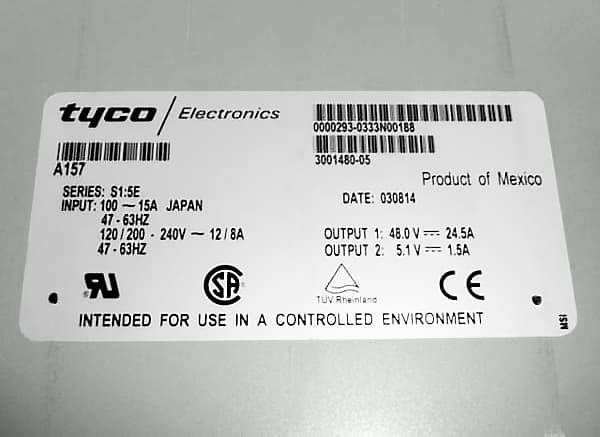 tyco / Electronics
0000293-0333N00188
A157
3001480-05
Product of Mexico
SERIES: S1:5E
DATE: 030814
INPUT: 100 ~ 15A JAPAN
47 - 63HZ
120/200 - 240V ~ 12/8A
47 - 63HZ
OUTPUT 1: 48.0 V ⎓ 24.5A
OUTPUT 2: 5.1 V ⎓ 1.5A
RU
SA
TÜV Rheinland
CE
INTENDED FOR USE IN A CONTROLLED ENVIRONMENT
MSI